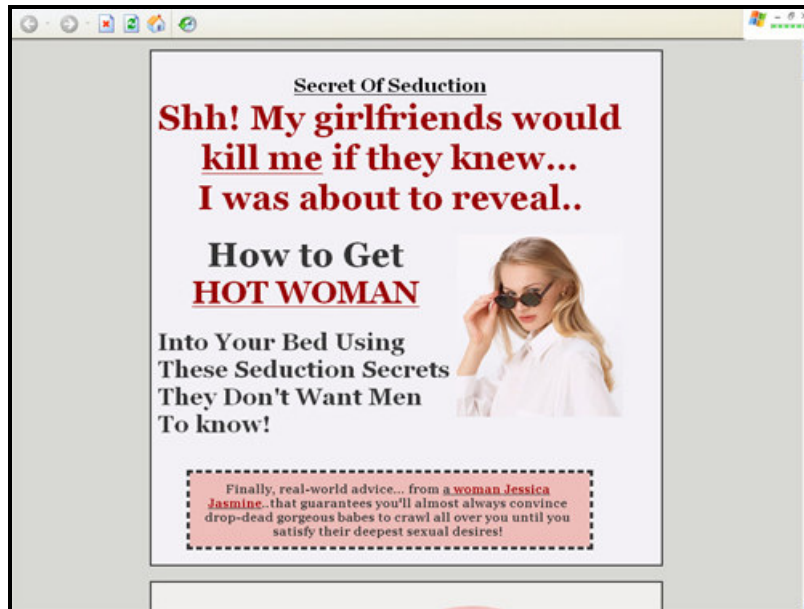 Secret Of Seduction
Shh! My girlfriends would
kill me if they knew...
I was about to reveal..
How to Get
HOT WOMAN
Into Your Bed Using
These Seduction Secrets
They Don't Want Men
To know!
Finally, real-world advice... from a woman Jessica
Jasmine..that guarantees you'll almost always convince
drop-dead gorgeous babes to crawl all over you until you
satisfy their deepest sexual desires!